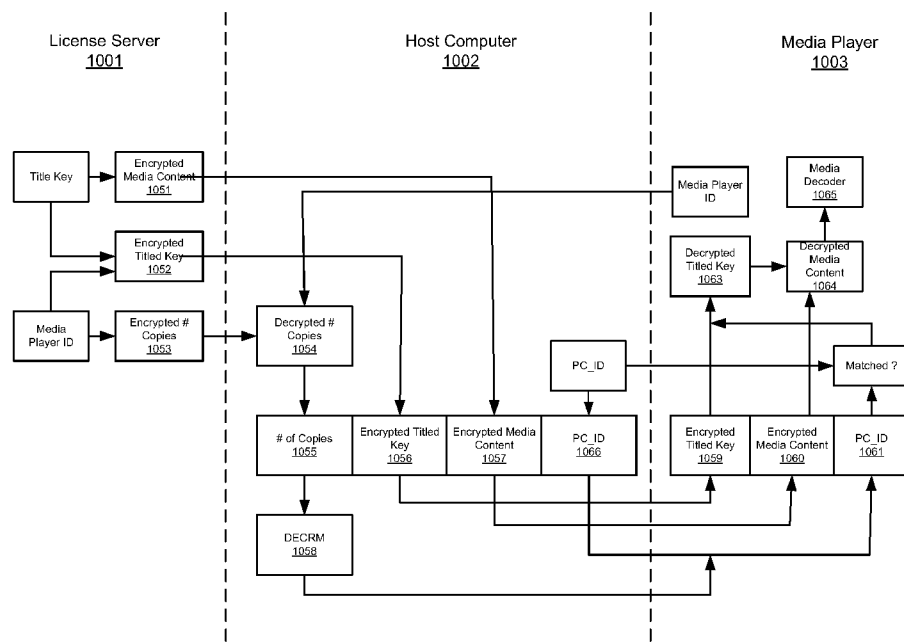 License Server
1001
Host Computer
1002
Media Player
1003
Title Key
Encrypted
Media Content
1051
Encrypted
Titled Key
1052
Media
Player ID
Encrypted #
Copies
1053
Decrypted #
Copies
1054
Media Player
ID
Media
Decoder
1065
Decrypted
Titled Key
1063
Decrypted
Media
Content
1064
PC_ID
Matched ?
# of Copies
1055
Encrypted Titled
Key
1056
Encrypted Media
Content
1057
PC_ID
1066
Encrypted
Titled Key
1059
Encrypted
Media Content
1060
PC_ID
1061
DECRM
1058